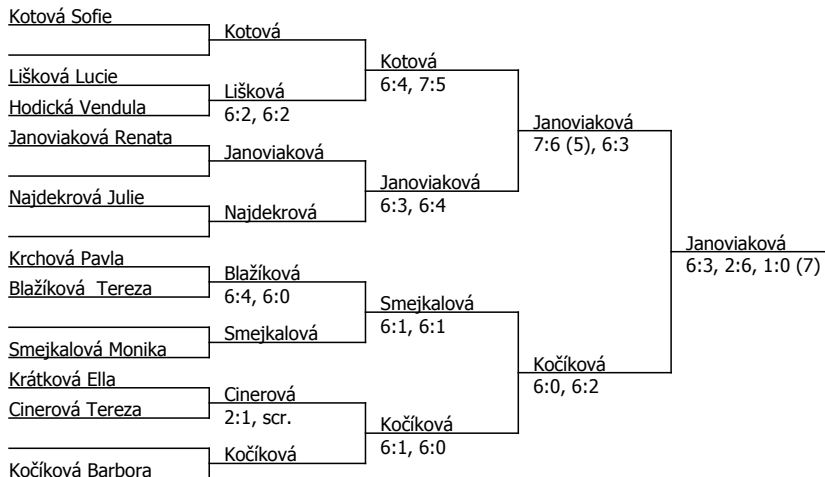 Kotová Sofie
Kotová
Kotová
6:4, 7:5
Lišková Lucie
Lišková
6:2, 6:2
Hodická Vendula
Janoviaková
7:6 (5), 6:3
Janoviaková Renata
Janoviaková
Janoviaková
6:3, 6:4
Najdekrová Julie
Najdekrová
Janoviaková
6:3, 2:6, 1:0 (7)
Krchová Pavla
Blažíková
6:4, 6:0
Blažíková  Tereza
Smejkalová
6:1, 6:1
Smejkalová
Smejkalová Monika
Kočíková
6:0, 6:2
Krátková Ella
Cinerová
2:1, scr.
Cinerová Tereza
Kočíková
6:1, 6:0
Kočíková
Kočíková Barbora